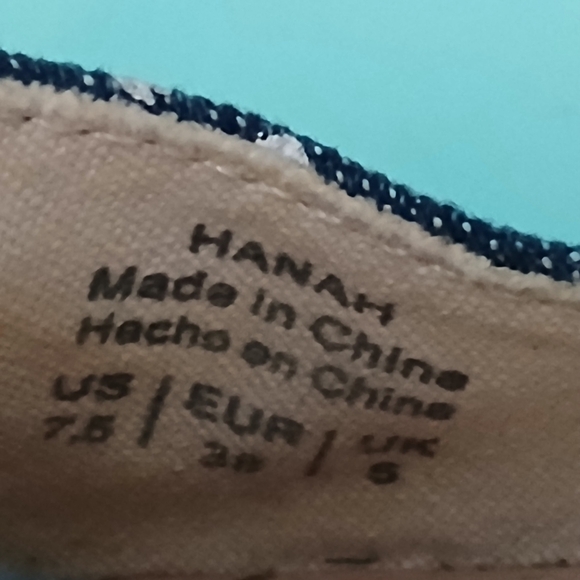 HANAH
Made in China
Hecho en China
US | EUR | UK
7.5 | 38 | 5